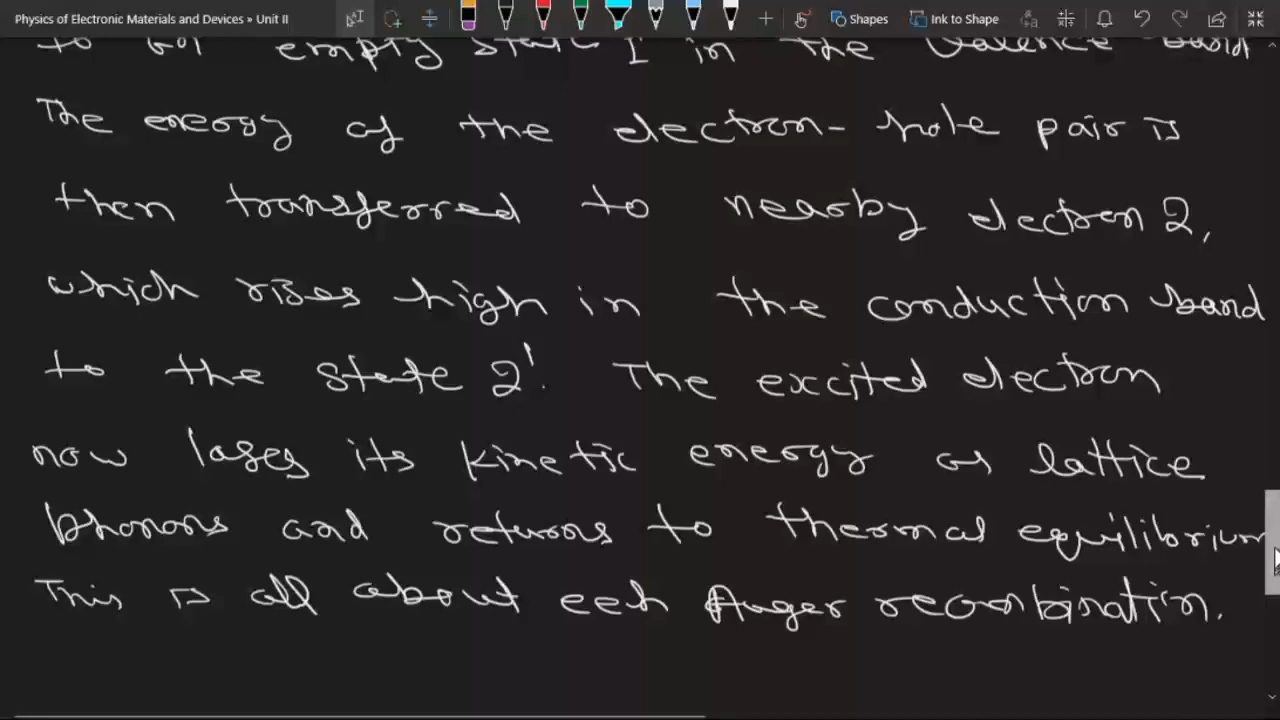 Physics of Electronic Materials and Devices » Unit II
Shapes
Ink to Shape
to empty state 1 in the valence band
The energy of the electron-hole pair is
then transferred to nearby electron 2,
which rises high in the conduction band
to the state 2'. The excited electron
now loses its kinetic energy as lattice
phonons and returns to thermal equilibrium
This is all about eeh Auger recombination.